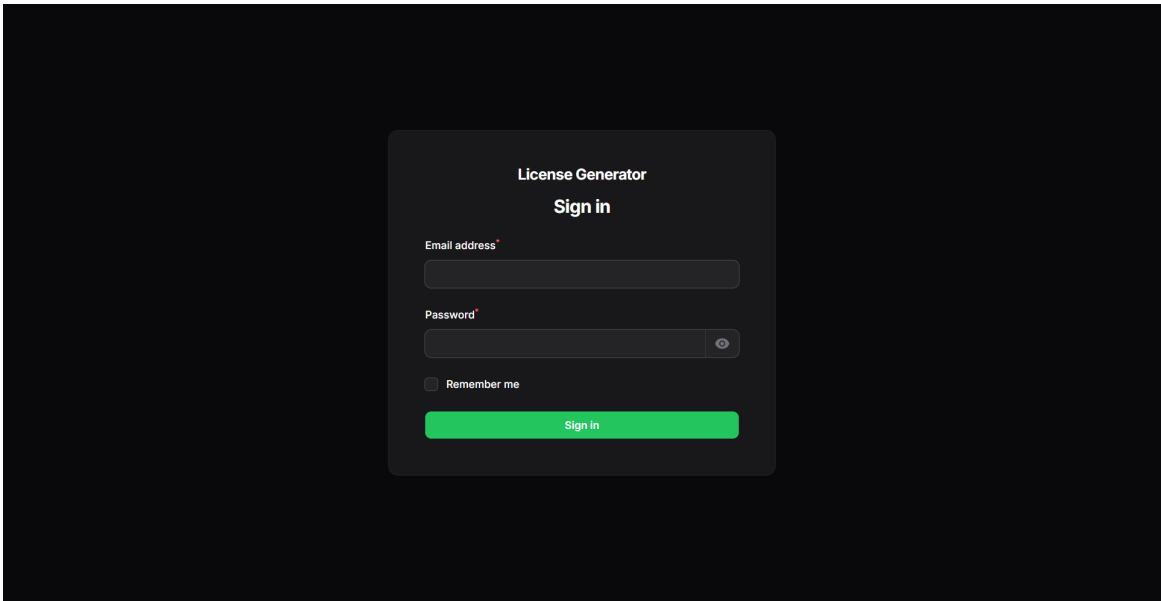 License Generator
Sign in
Email address*
Password*
Remember me
Sign in